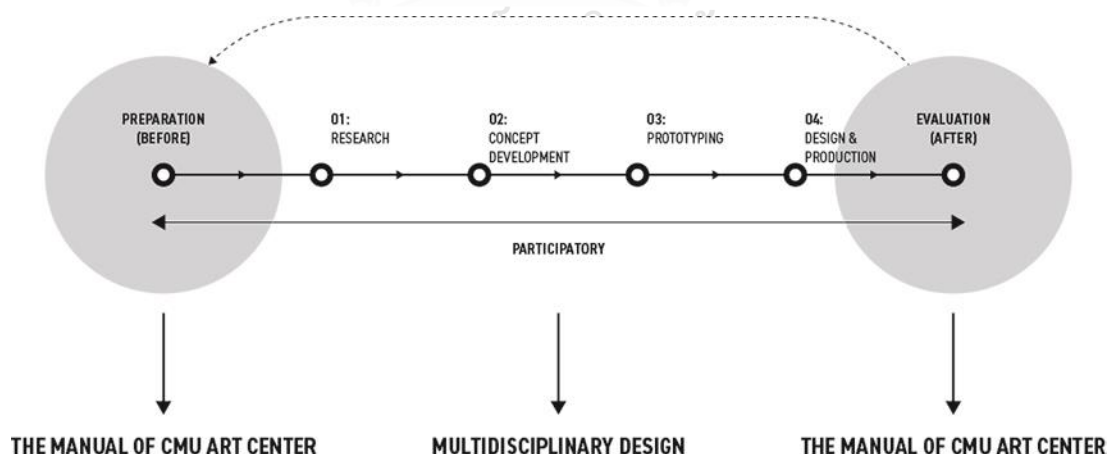 PREPARATION
(BEFORE)
01:
RESEARCH
02:
CONCEPT
DEVELOPMENT
03:
PROTOTYPING
04:
DESIGN &
PRODUCTION
EVALUATION
(AFTER)
PARTICIPATORY
THE MANUAL OF CMU ART CENTER
MULTIDISCIPLINARY DESIGN
THE MANUAL OF CMU ART CENTER